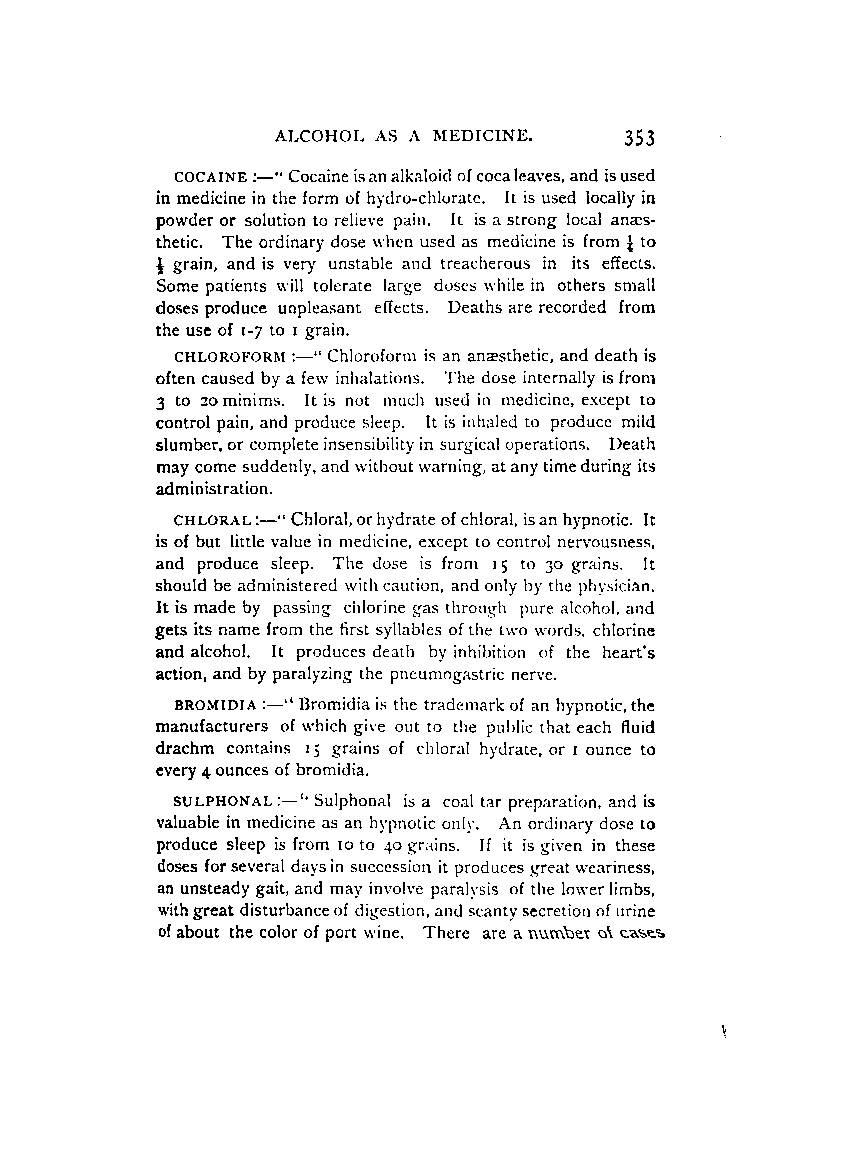 ALCOHOL AS A MEDICINE. 353
COCAINE :—" Cocaine is an alkaloid of coca leaves, and is used
in medicine in the form of hydro-chlorate. It is used locally in
powder or solution to relieve pain. It is a strong local anæs-
thetic. The ordinary dose when used as medicine is from to
grain, and is very unstable and treacherous in its effects.
Some patients will tolerate large doses while in others small
doses produce unpleasant effects. Deaths are recorded from
the use of 1-7 to 1 grain.
CHLOROFORM :—" Chloroform is an anæsthetic, and death is
often caused by a few inhalations. The dose internally is from
3 to 20 minims. It is not much used in medicine, except to
control pain, and produce sleep. It is inhaled to produce mild
slumber, or complete insensibility in surgical operations. Death
may come suddenly, and without warning, at any time during its
administration.
CHLORAL :—" Chloral, or hydrate of chloral, is an hypnotic. It
is of but little value in medicine, except to control nervousness,
and produce sleep. The dose is from 15 to 30 grains. It
should be administered with caution, and only by the physician.
It is made by passing chlorine gas through pure alcohol, and
gets its name from the first syllables of the two words, chlorine
and alcohol. It produces death by inhibition of the heart's
action, and by paralyzing the pneumogastric nerve.
BROMIDIA :—" Bromidia is the trademark of an hypnotic, the
manufacturers of which give out to the public that each fluid
drachm contains 15 grains of chloral hydrate, or 1 ounce to
every 4 ounces of bromidia.
SULPHONAL :—" Sulphonal is a coal tar preparation, and is
valuable in medicine as an hypnotic only. An ordinary dose to
produce sleep is from 10 to 40 grains. If it is given in these
doses for several days in succession it produces great weariness,
an unsteady gait, and may involve paralysis of the lower limbs,
with great disturbance of digestion, and scanty secretion of urine
of about the color of port wine. There are a number of cases